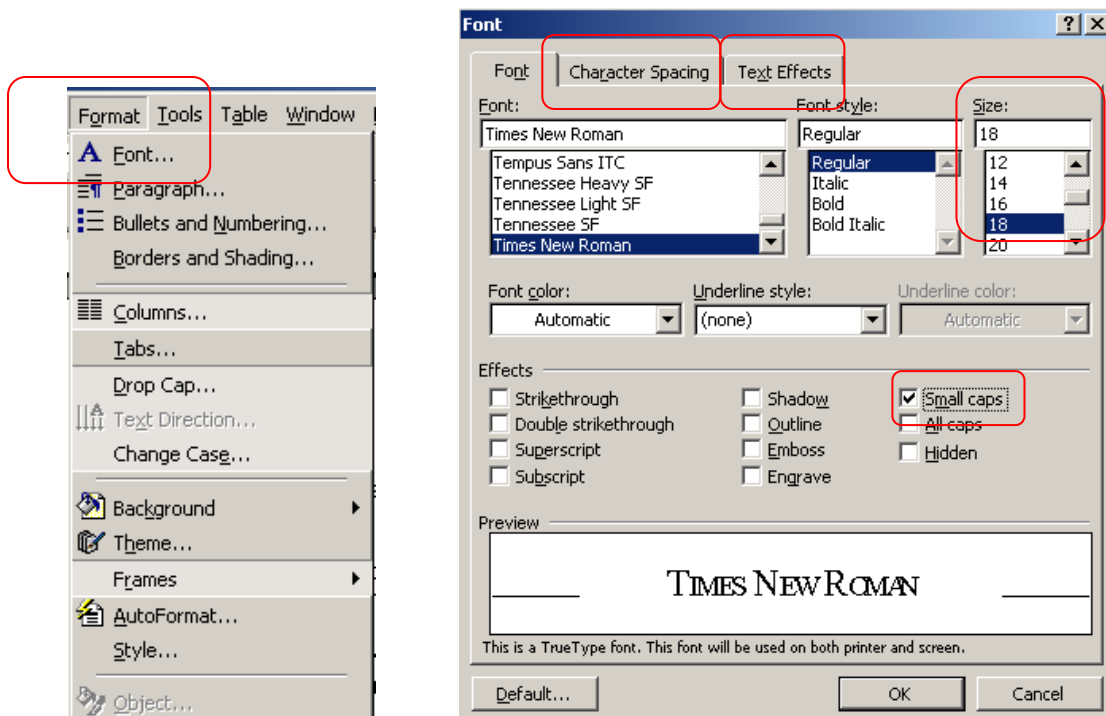 Format Tools Table Window
Font...
Paragraph...
Bullets and Numbering...
Borders and Shading...
Columns...
Tabs...
Drop Cap...
Text Direction...
Change Case...
Background
Theme...
Frames
AutoFormat...
Style...
Object...
Font
Font Character Spacing Text Effects
Font: Font style: Size:
Times New Roman Regular 18
Tempus Sans ITC Regular 12
Tennessee Heavy SF Italic 14
Tennessee Light SF Bold 16
Tennessee SF Bold Italic 18
Times New Roman 20
Font color: Underline style: Underline color:
Automatic (none) Automatic
Effects
Strikethrough Shadow Small caps
Double strikethrough Outline All caps
Superscript Emboss Hidden
Subscript Engrave
Preview
TIMES NEW ROMAN
This is a TrueType font. This font will be used on both printer and screen.
Default... OK Cancel